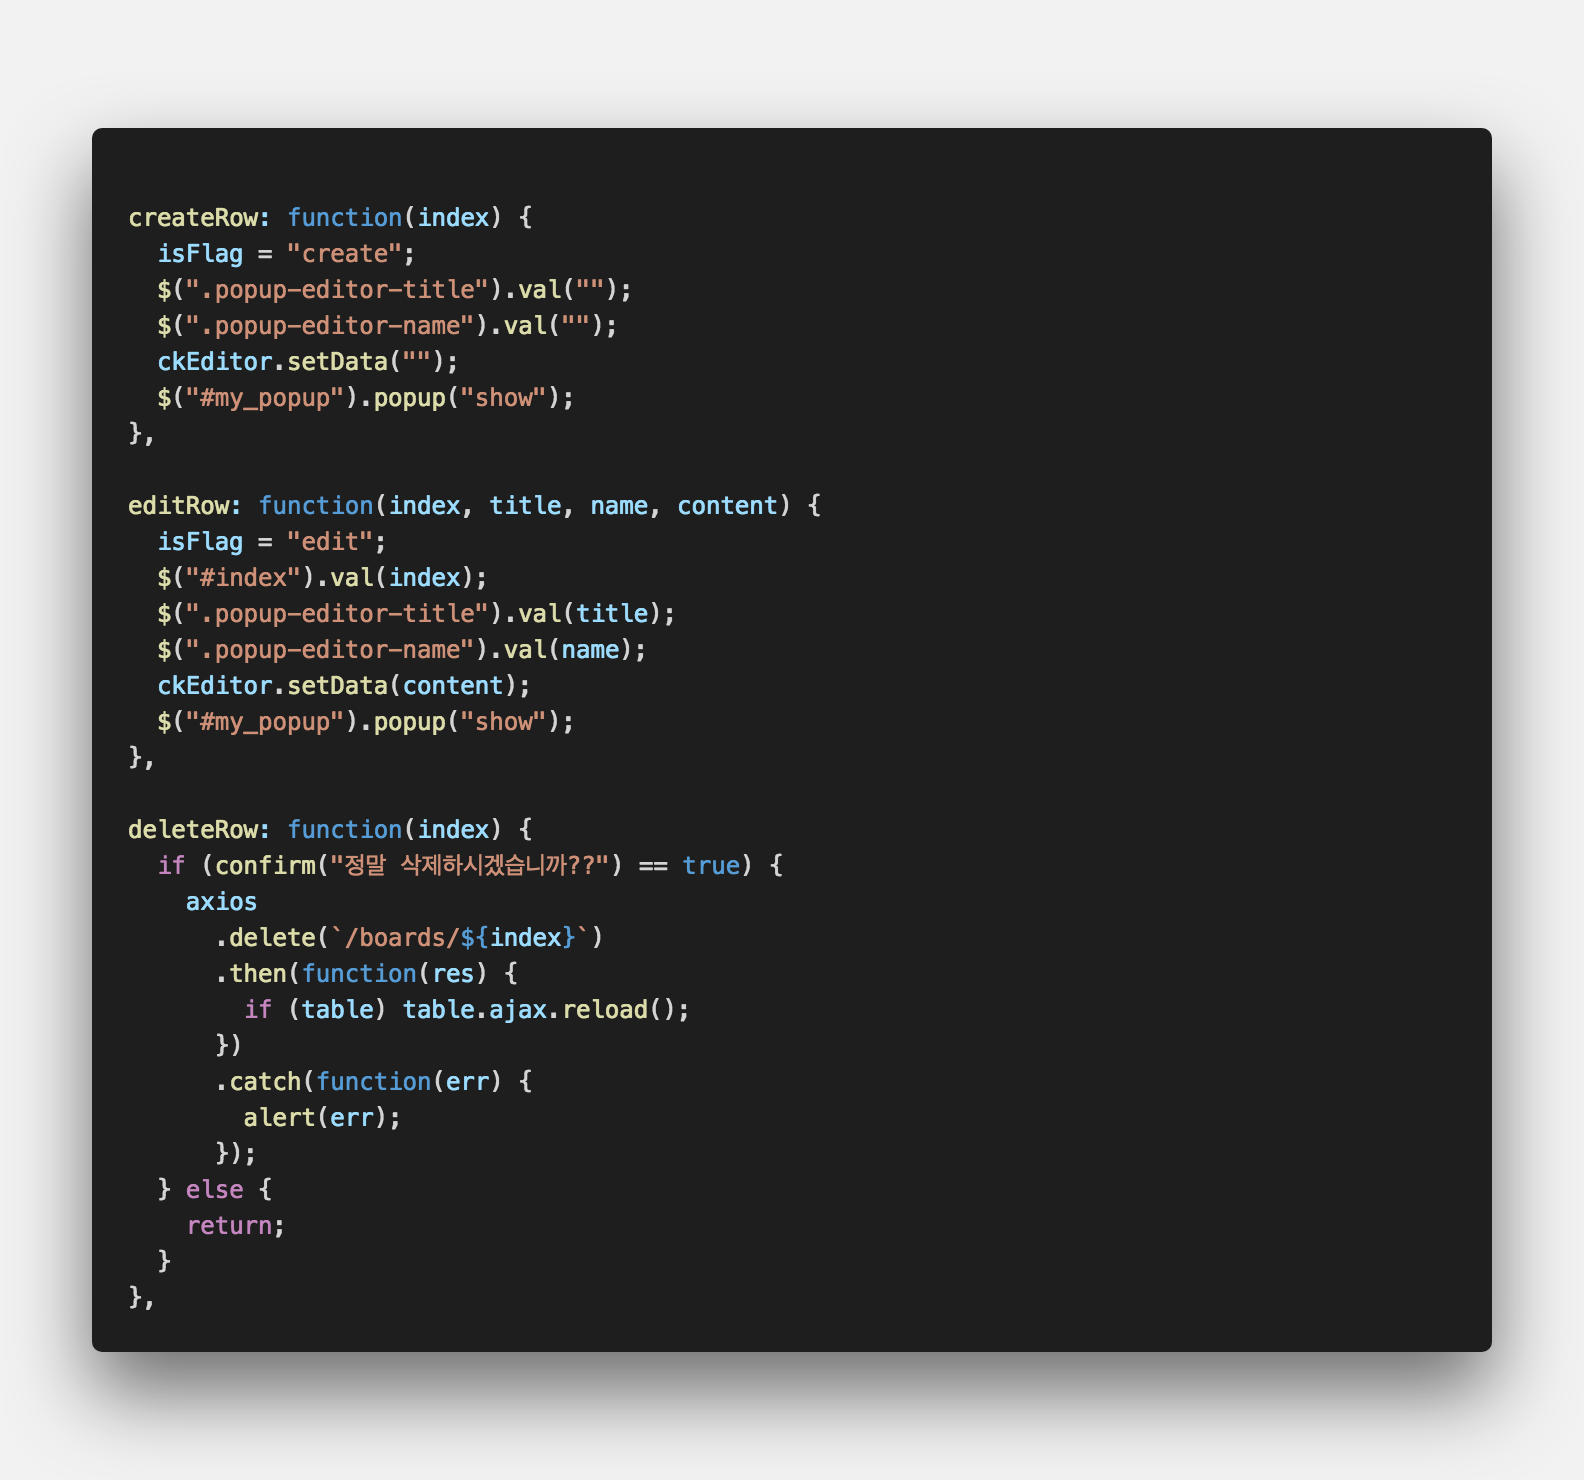 createRow: function(index) {
  isFlag = "create";
  $(".popup-editor-title").val("");
  $(".popup-editor-name").val("");
  ckEditor.setData("");
  $("#my_popup").popup("show");
},

editRow: function(index, title, name, content) {
  isFlag = "edit";
  $("#index").val(index);
  $(".popup-editor-title").val(title);
  $(".popup-editor-name").val(name);
  ckEditor.setData(content);
  $("#my_popup").popup("show");
},

deleteRow: function(index) {
  if (confirm("정말 삭제하시겠습니까??") == true) {
    axios
      .delete(`/boards/${index}`)
      .then(function(res) {
        if (table) table.ajax.reload();
      })
      .catch(function(err) {
        alert(err);
      });
  } else {
    return;
  }
},